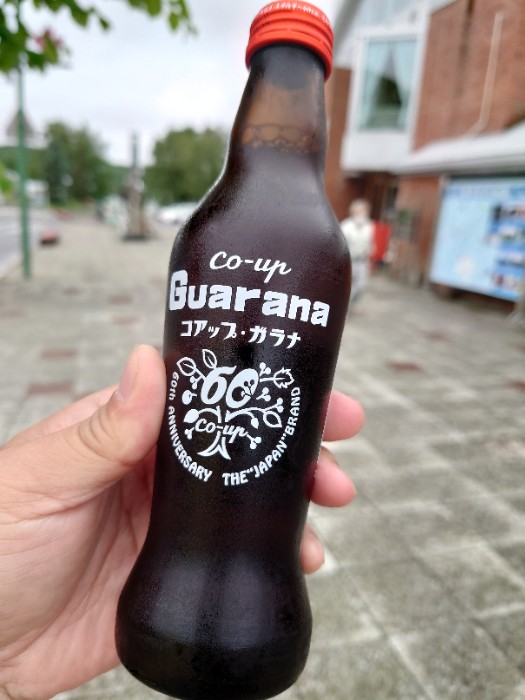 co-up
Guarana
コアップ・ガラナ
60
co-up
60th ANNIVERSARY THE "JAPAN" BRAND